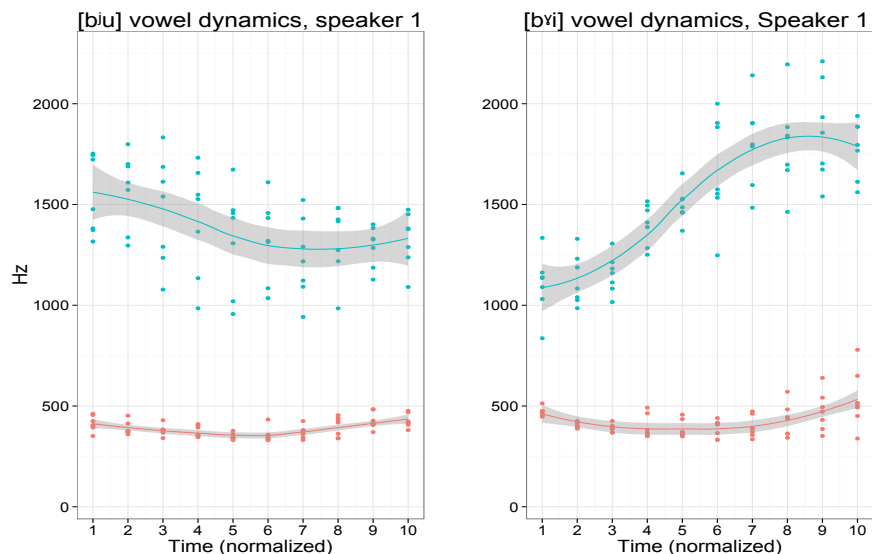 [bʲu] vowel dynamics, speaker 1
[bˠi] vowel dynamics, Speaker 1
Hz
2000
1500
1000
500
0
2000
1500
1000
500
0
1 2 3 4 5 6 7 8 9 10
1 2 3 4 5 6 7 8 9 10
Time (normalized)
Time (normalized)